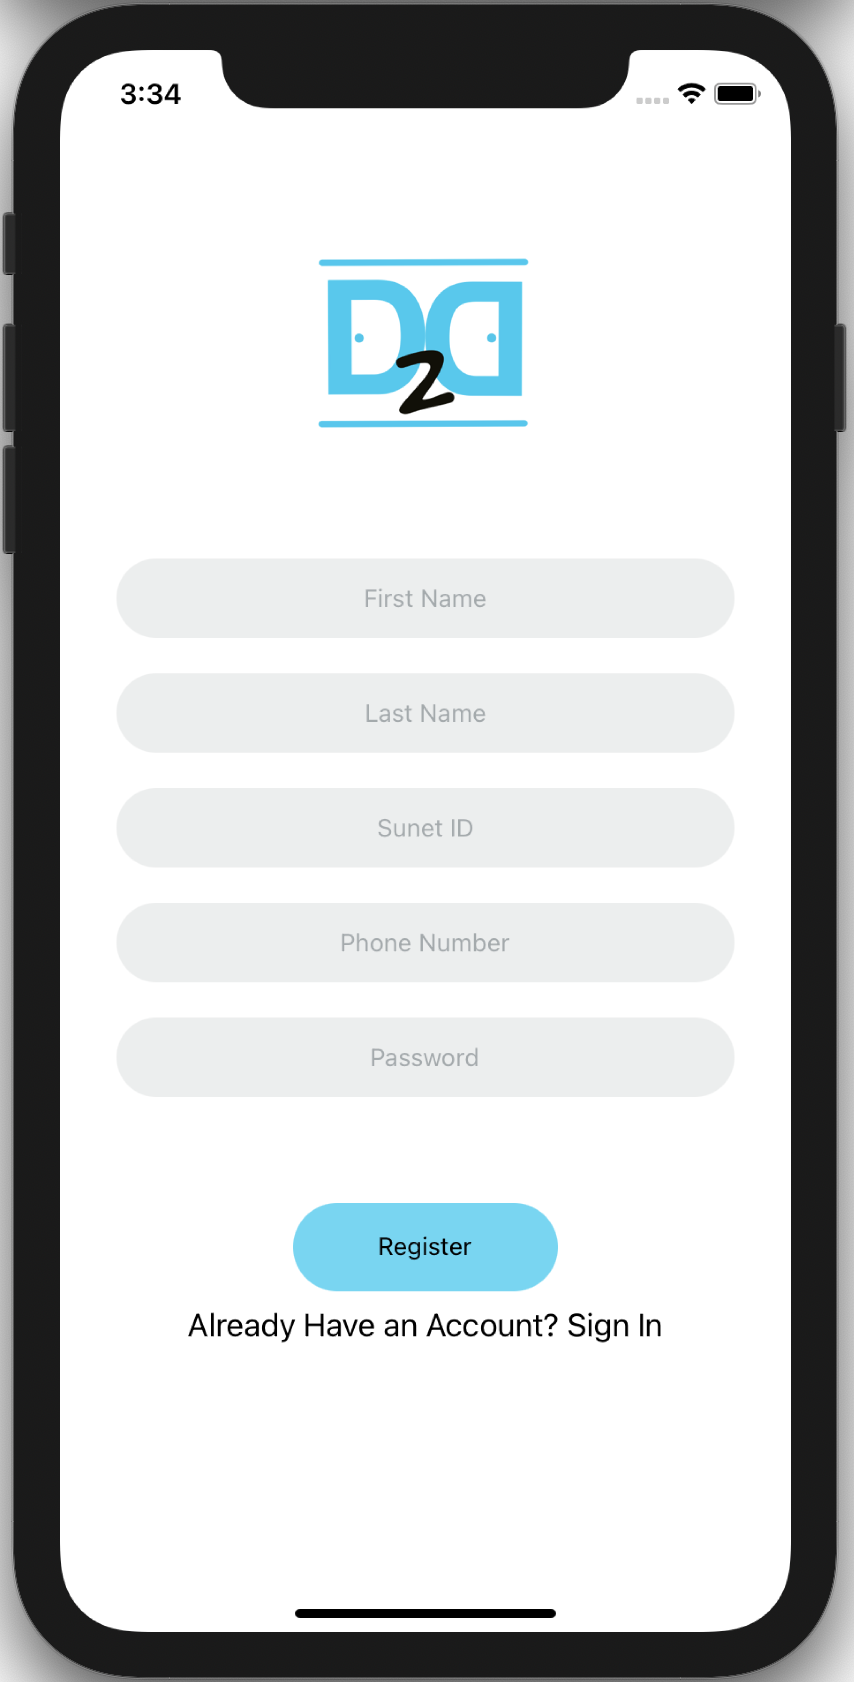 3:34
D2D
First Name
Last Name
Sunet ID
Phone Number
Password
Register
Already Have an Account? Sign In